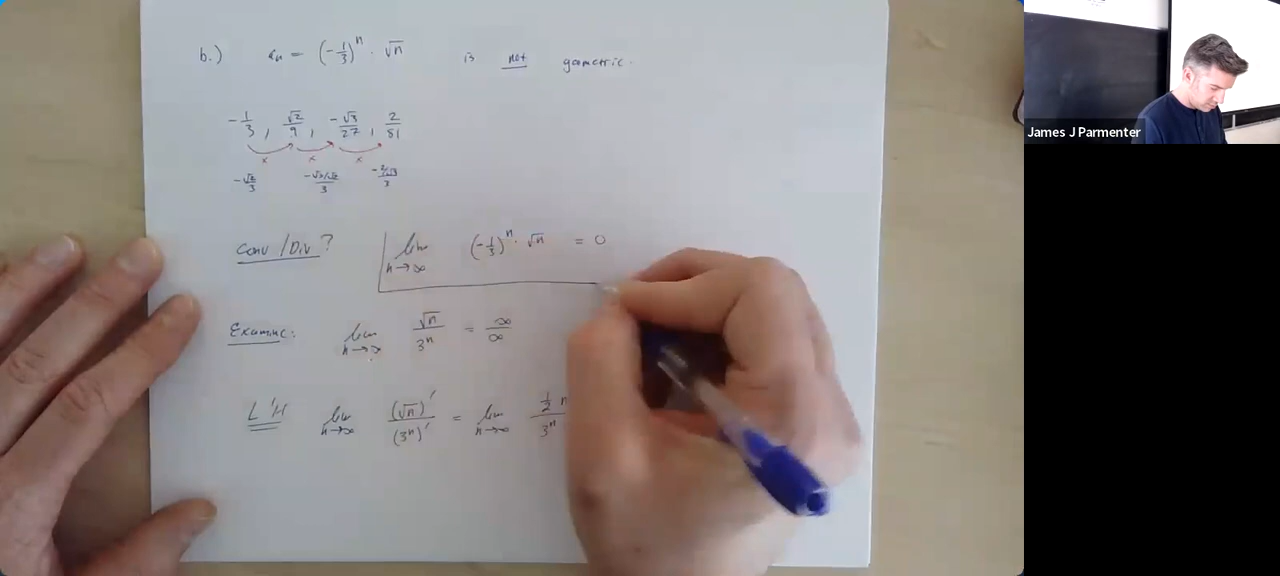 b.) aₙ = (-1/3)ⁿ · √n is not geometric.
-1/3, √2/9, -√3/27, 2/81
x x x
-√2/3 -√3/√2/3 -2/√3/3
Conv/Div? lim n→∞ (-1/3)ⁿ · √n = 0
Examine: lim n→∞ √n/3ⁿ = ∞/∞
L'H lim n→∞ (√n)'/(3ⁿ)' = lim n→∞ 1/2 n/3ⁿ
James J Parmenter